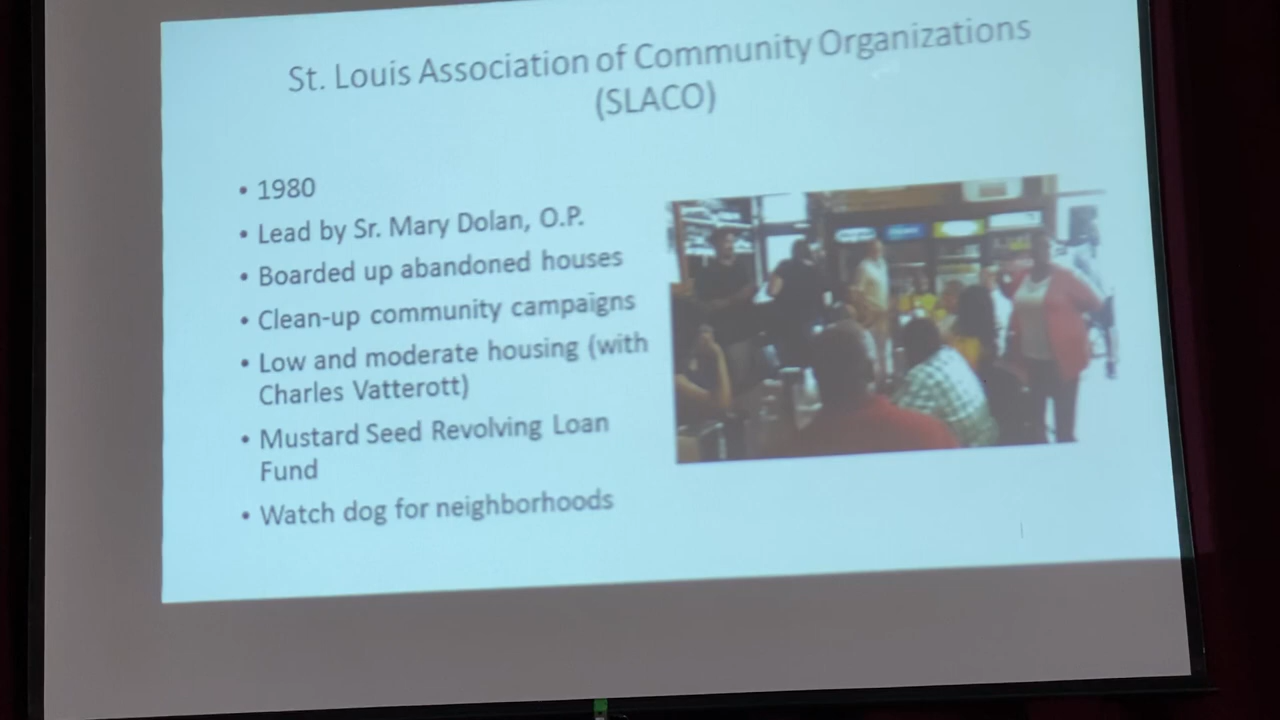 St. Louis Association of Community Organizations
(SLACO)
• 1980
• Lead by Sr. Mary Dolan, O.P.
• Boarded up abandoned houses
• Clean-up community campaigns
• Low and moderate housing (with
Charles Vatterott)
• Mustard Seed Revolving Loan
Fund
• Watch dog for neighborhoods